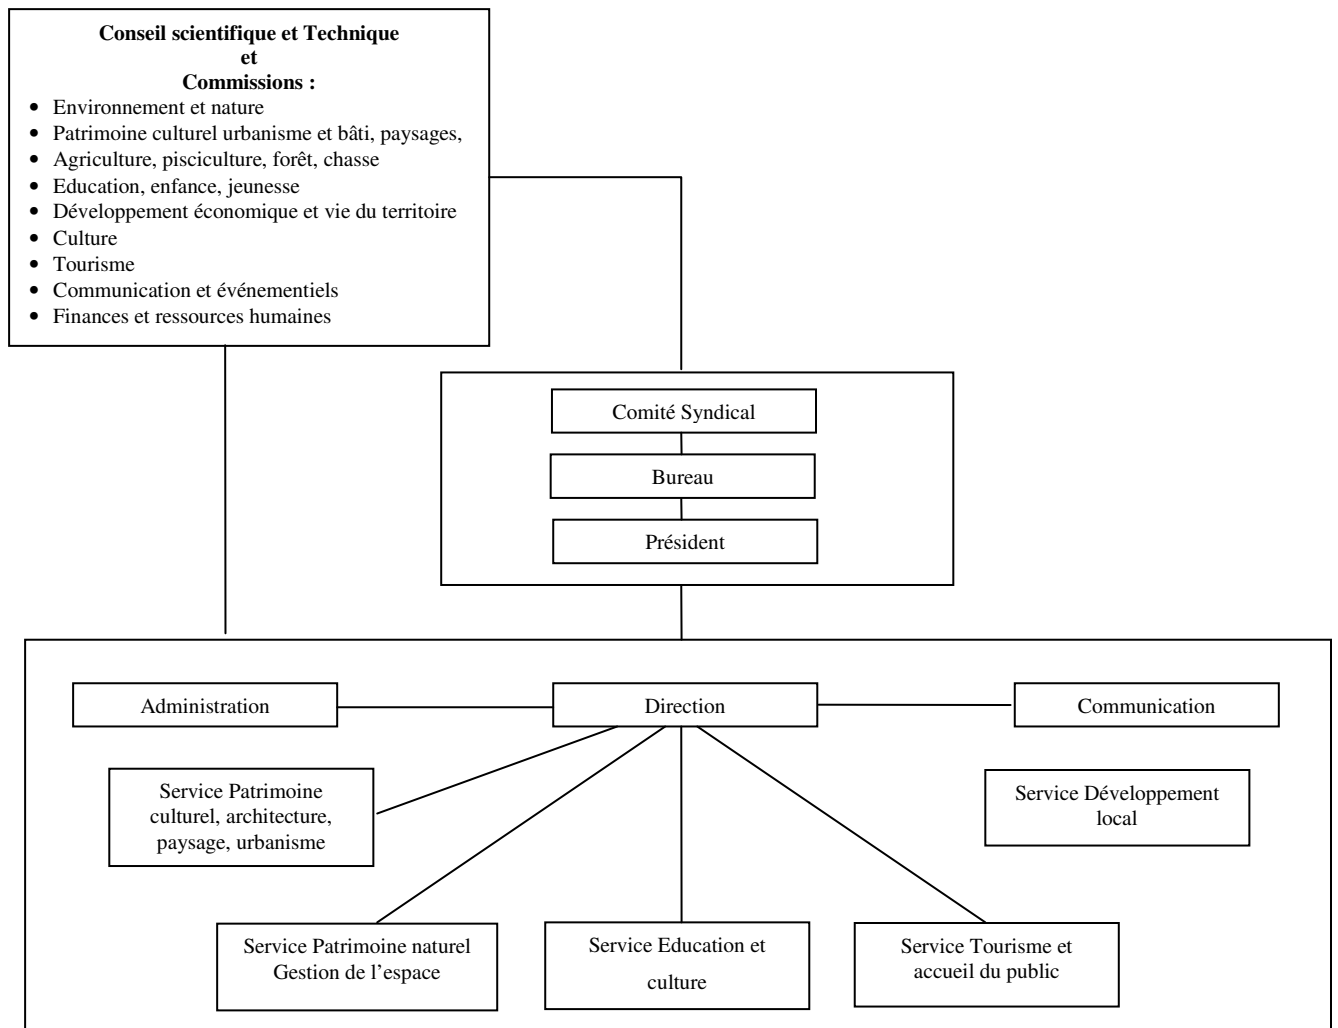 Conseil scientifique et Technique
et
Commissions :
• Environnement et nature
• Patrimoine culturel urbanisme et bâti, paysages,
• Agriculture, pisciculture, forêt, chasse
• Education, enfance, jeunesse
• Développement économique et vie du territoire
• Culture
• Tourisme
• Communication et événementiels
• Finances et ressources humaines
Comité Syndical
Bureau
Président
Administration
Direction
Communication
Service Patrimoine
culturel, architecture,
paysage, urbanisme
Service Développement
local
Service Patrimoine naturel
Gestion de l’espace
Service Education et
culture
Service Tourisme et
accueil du public